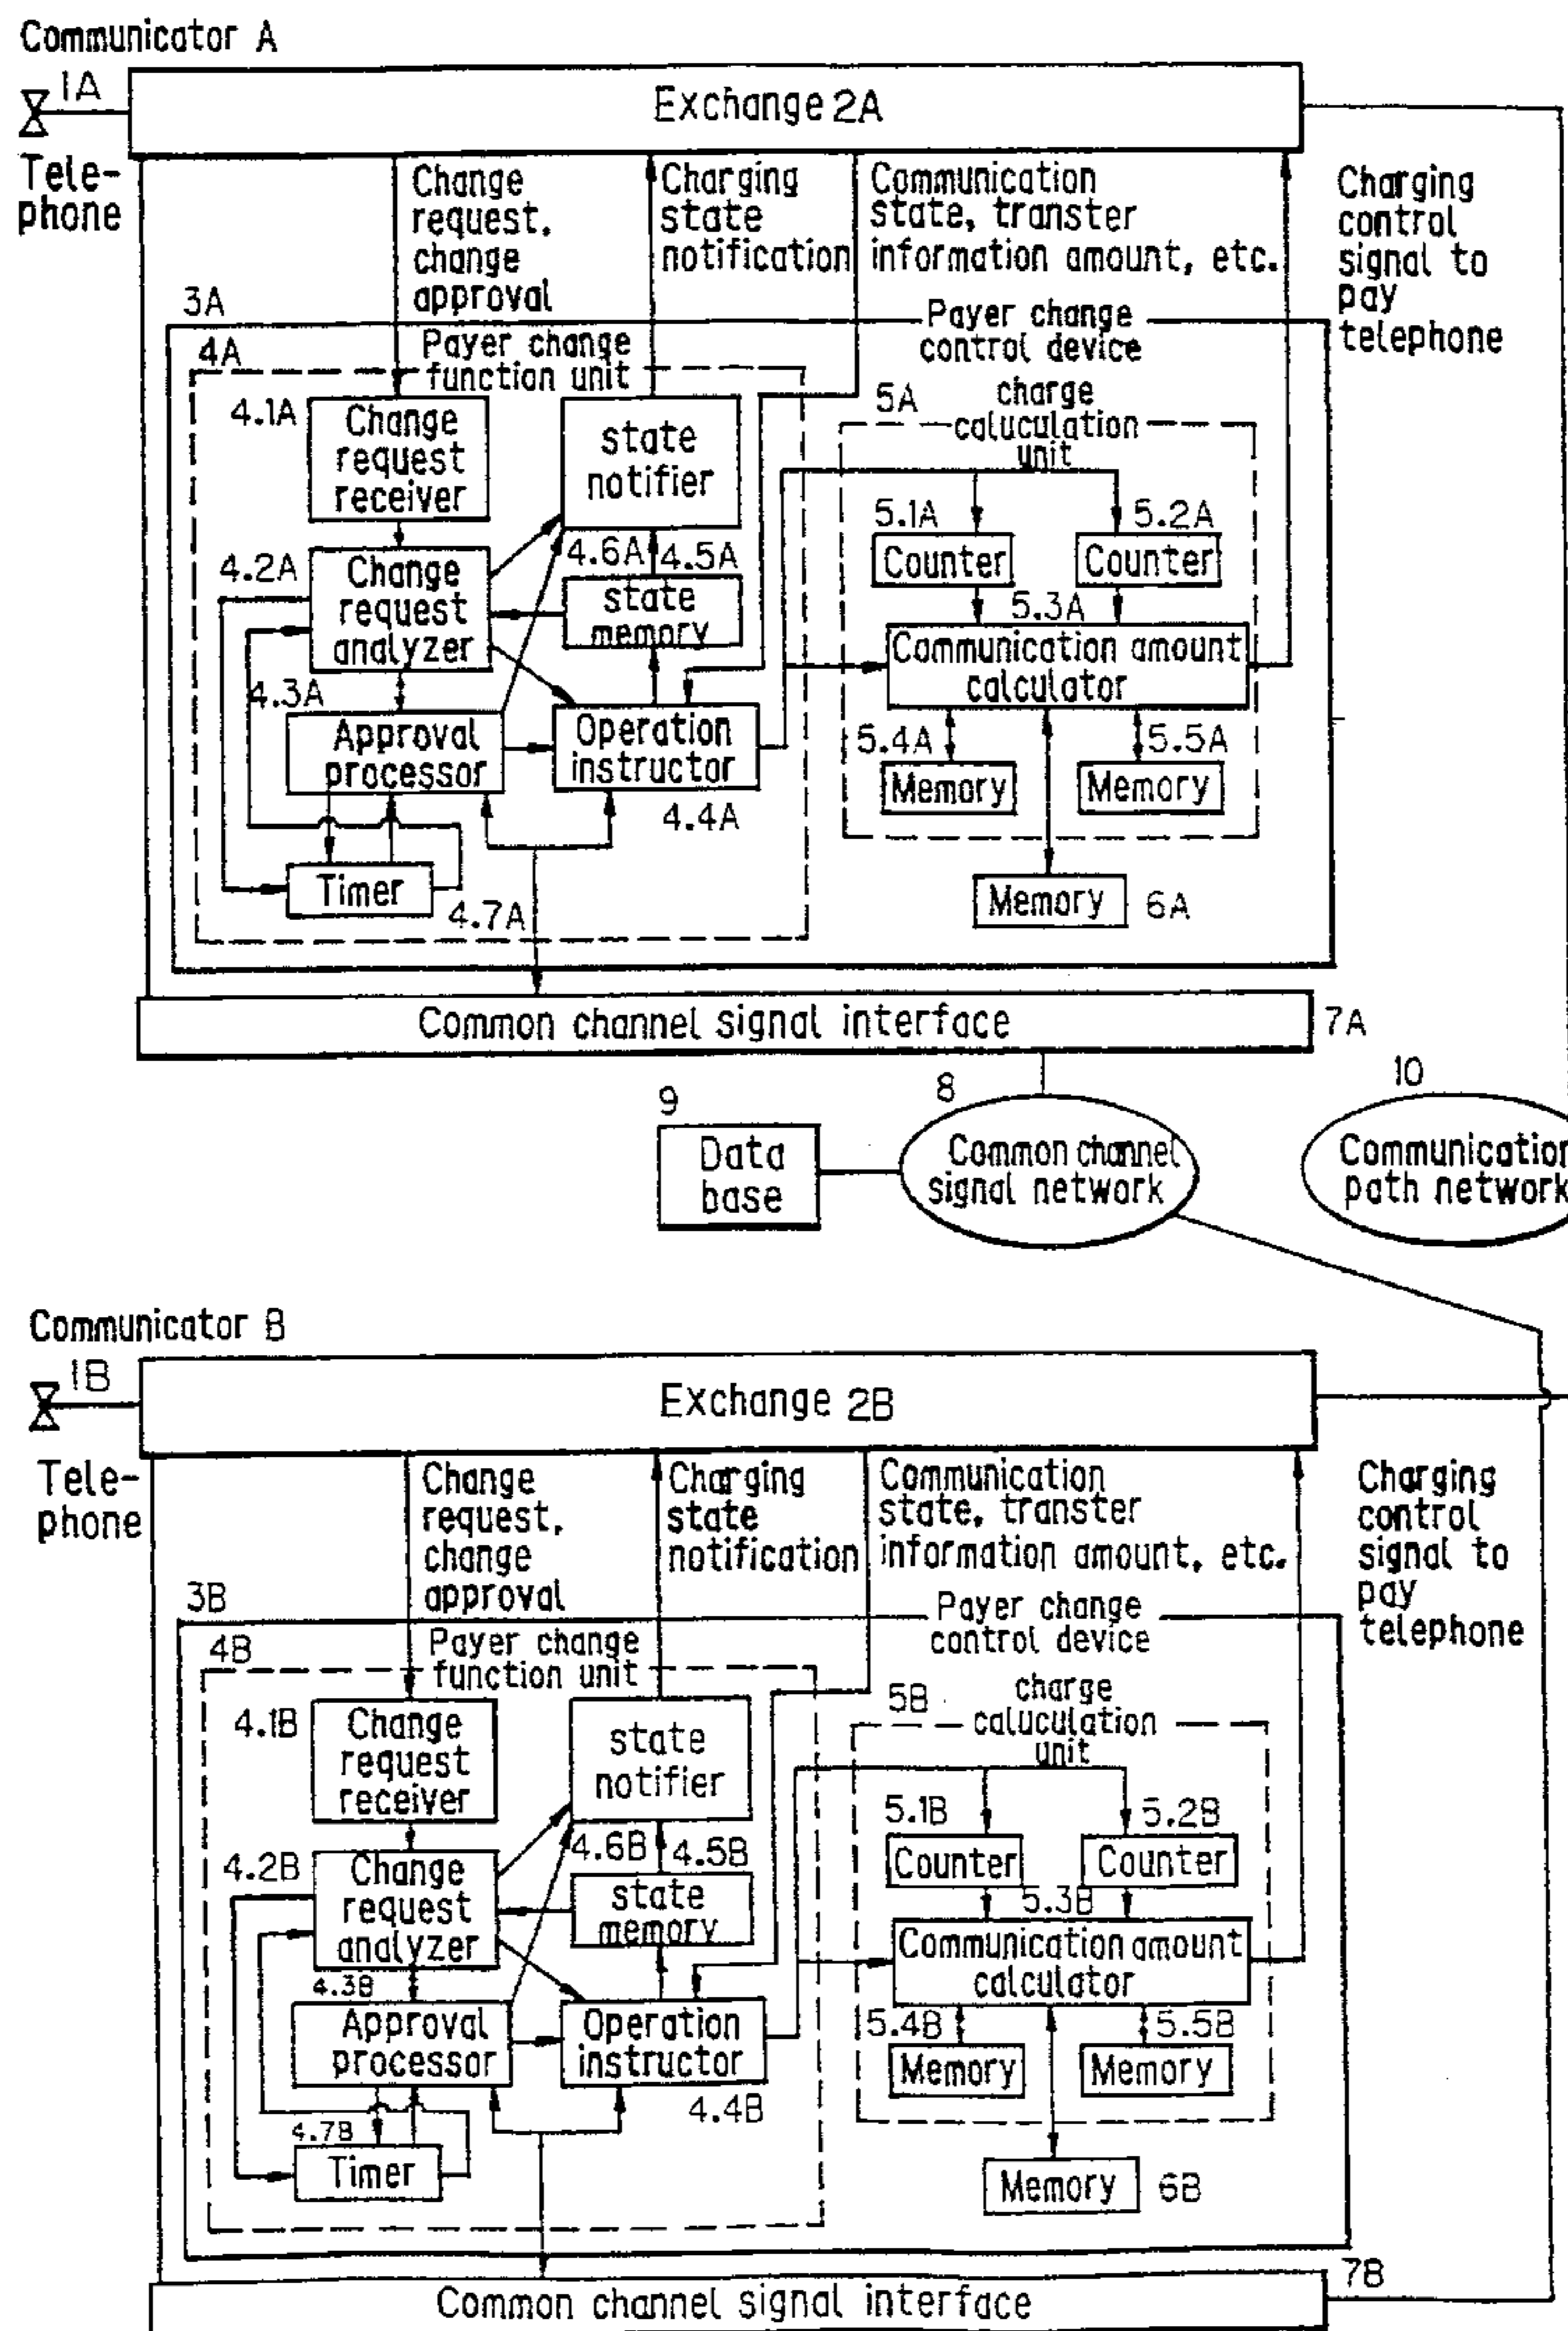 Communicator A
1A
Exchange 2A
Tele-
phone
Change
request,
change
approval
Charging
state
notification
Communication
state, transter
information amount, etc.
Charging
control
signal to
pay
telephone
3A
Payer change
control device
4A
Payer change
function unit
4.1A
Change
request
receiver
state
notifier
5A
charge
caluculation
unit
5.1A
Counter
5.2A
Counter
4.2A
Change
request
analyzer
4.6A
4.5A
state
memory
5.3A
Communication amount
calculator
4.3A
Approval
processor
Operation
instructor
4.4A
5.4A
Memory
5.5A
Memory
Timer
4.7A
Memory
6A
Common channel signal interface
7A
9
Data
base
8
Common channel
signal network
10
Communication
path network
Communicator B
1B
Exchange 2B
Tele-
phone
Change
request,
change
approval
Charging
state
notification
Communication
state, transter
information amount, etc.
Charging
control
signal to
pay
telephone
3B
Payer change
control device
4B
Payer change
function unit
4.1B
Change
request
receiver
state
notifier
5B
charge
caluculation
unit
5.1B
Counter
5.2B
Counter
4.2B
Change
request
analyzer
4.6B
4.5B
state
memory
5.3B
Communication amount
calculator
4.3B
Approval
processor
Operation
instructor
4.4B
5.4B
Memory
5.5B
Memory
4.7B
Timer
Memory
6B
Common channel signal interface
7B